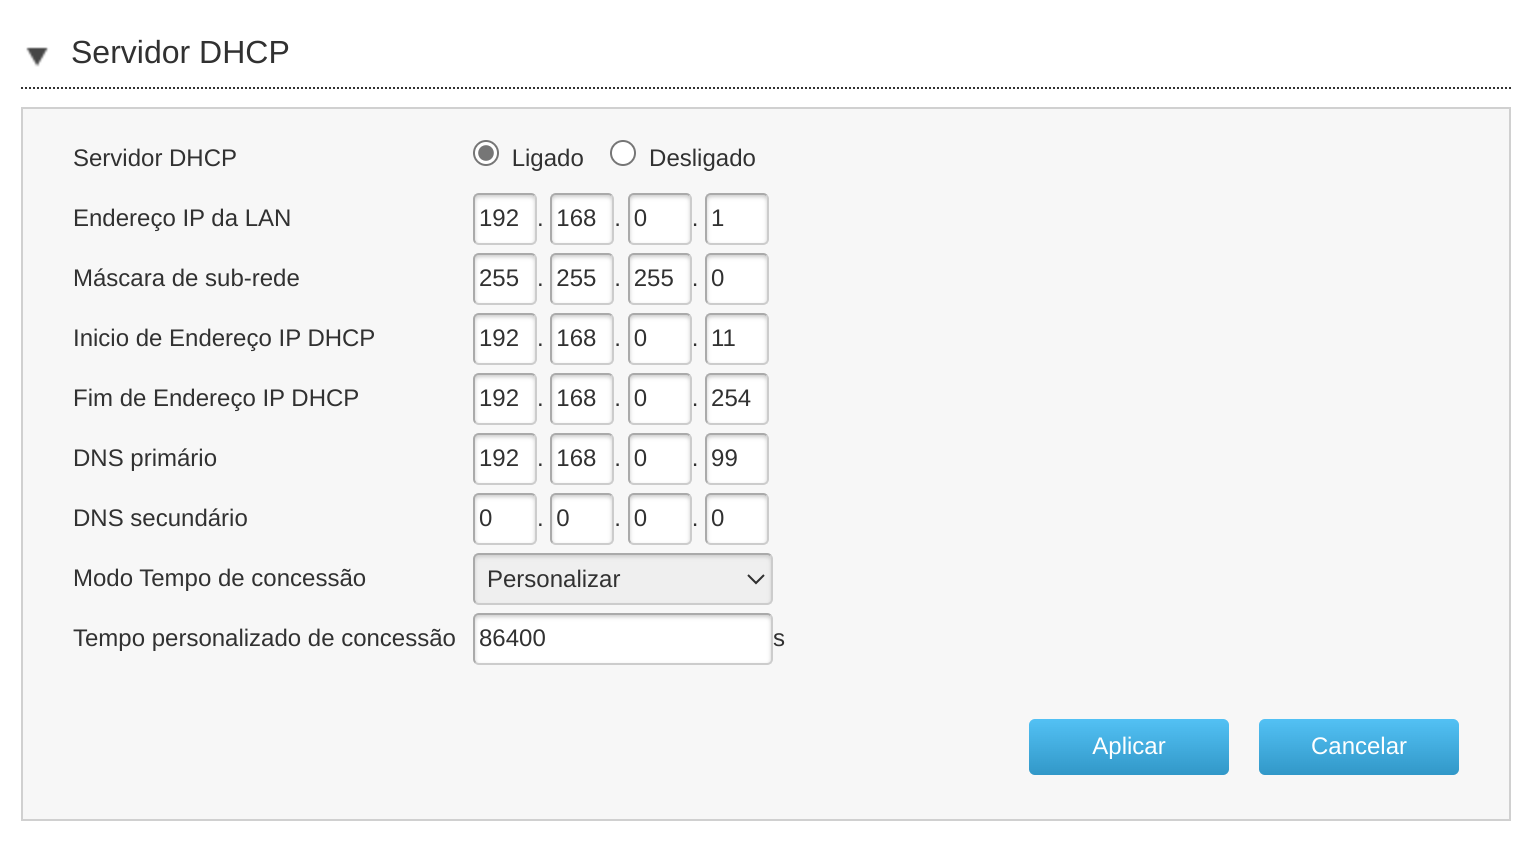 Servidor DHCP
Servidor DHCP Ligado Desligado
Endereço IP da LAN 192 . 168 . 0 . 1
Máscara de sub-rede 255 . 255 . 255 . 0
Inicio de Endereço IP DHCP 192 . 168 . 0 . 11
Fim de Endereço IP DHCP 192 . 168 . 0 . 254
DNS primário 192 . 168 . 0 . 99
DNS secundário 0 . 0 . 0 . 0
Modo Tempo de concessão Personalizar
Tempo personalizado de concessão 86400 s
Aplicar Cancelar